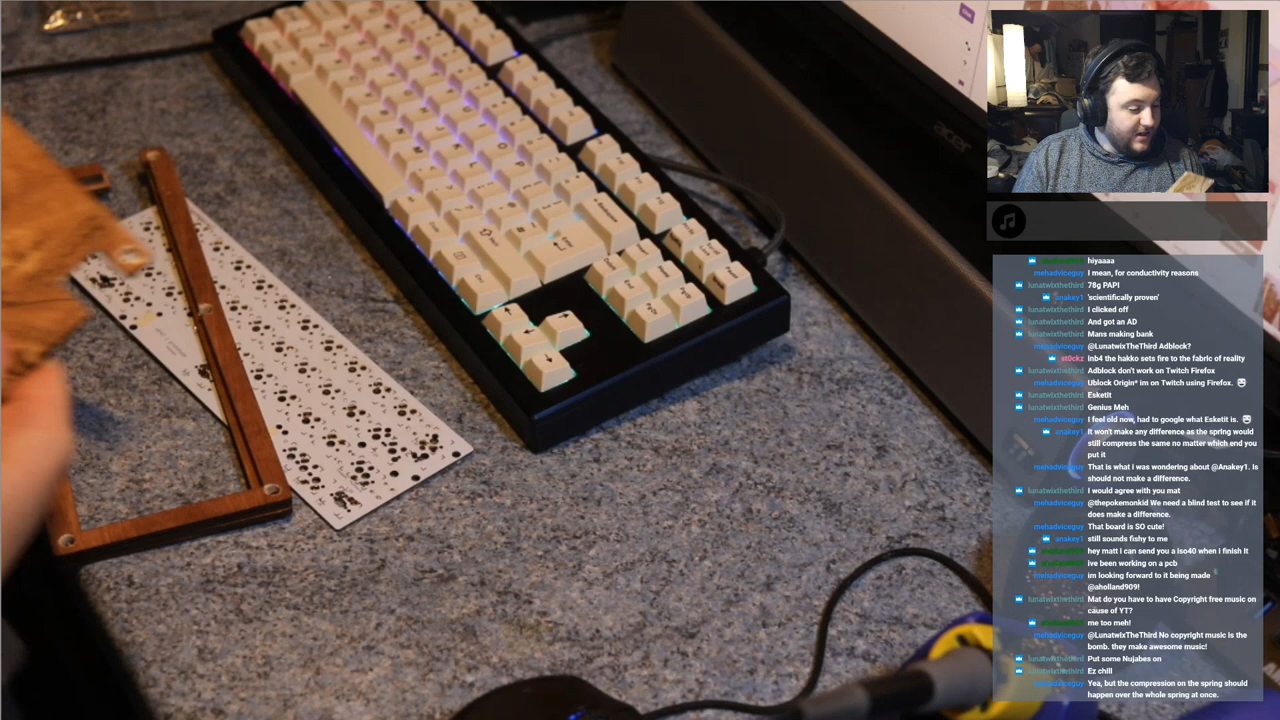 acer
hiyaaaa
mehadviceguy I mean, for conductivity reasons
lunatwixthethird 78g PAPI
anakey1 'scientifically proven'
lunatwixthethird I clicked off
lunatwixthethird And got an AD
lunatwixthethird Mans making bank
mehadviceguy @LunatwixTheThird Adblock?
st0ckz Inb4 the hakko sets fire to the fabric of reality
lunatwixthethird Adblock don't work on Twitch Firefox
mehadviceguy Ublock Origin* im on Twitch using Firefox.
lunatwixthethird EsketIt
lunatwixthethird Genius Meh
mehadviceguy I feel old now, had to google what Esketit is.
anakey1 It won't make any difference as the spring would
still compress the same no matter which end you
put it
mehadviceguy That is what i was wondering about @Anakey1. Is
should not make a difference.
lunatwixthethird I would agree with you mat
mehadviceguy @thepokemonkid We need a blind test to see if it
does make a difference.
mehadviceguy That board is SO cute!
anakey1 still sounds fishy to me
hey matt i can send you a iso40 when i finish it
ive been working on a pcb
mehadviceguy im looking forward to it being made
@aholland909!
lunatwixthethird Mat do you have to have Copyright free music on
cause of YT?
me too meh!
mehadviceguy @LunatwixTheThird No copyright music is the
bomb. they make awesome music!
lunatwixthethird Put some Nujabes on
lunatwixthethird Ez chill
mehadviceguy Yea, but the compression on the spring should
happen over the whole spring at once.